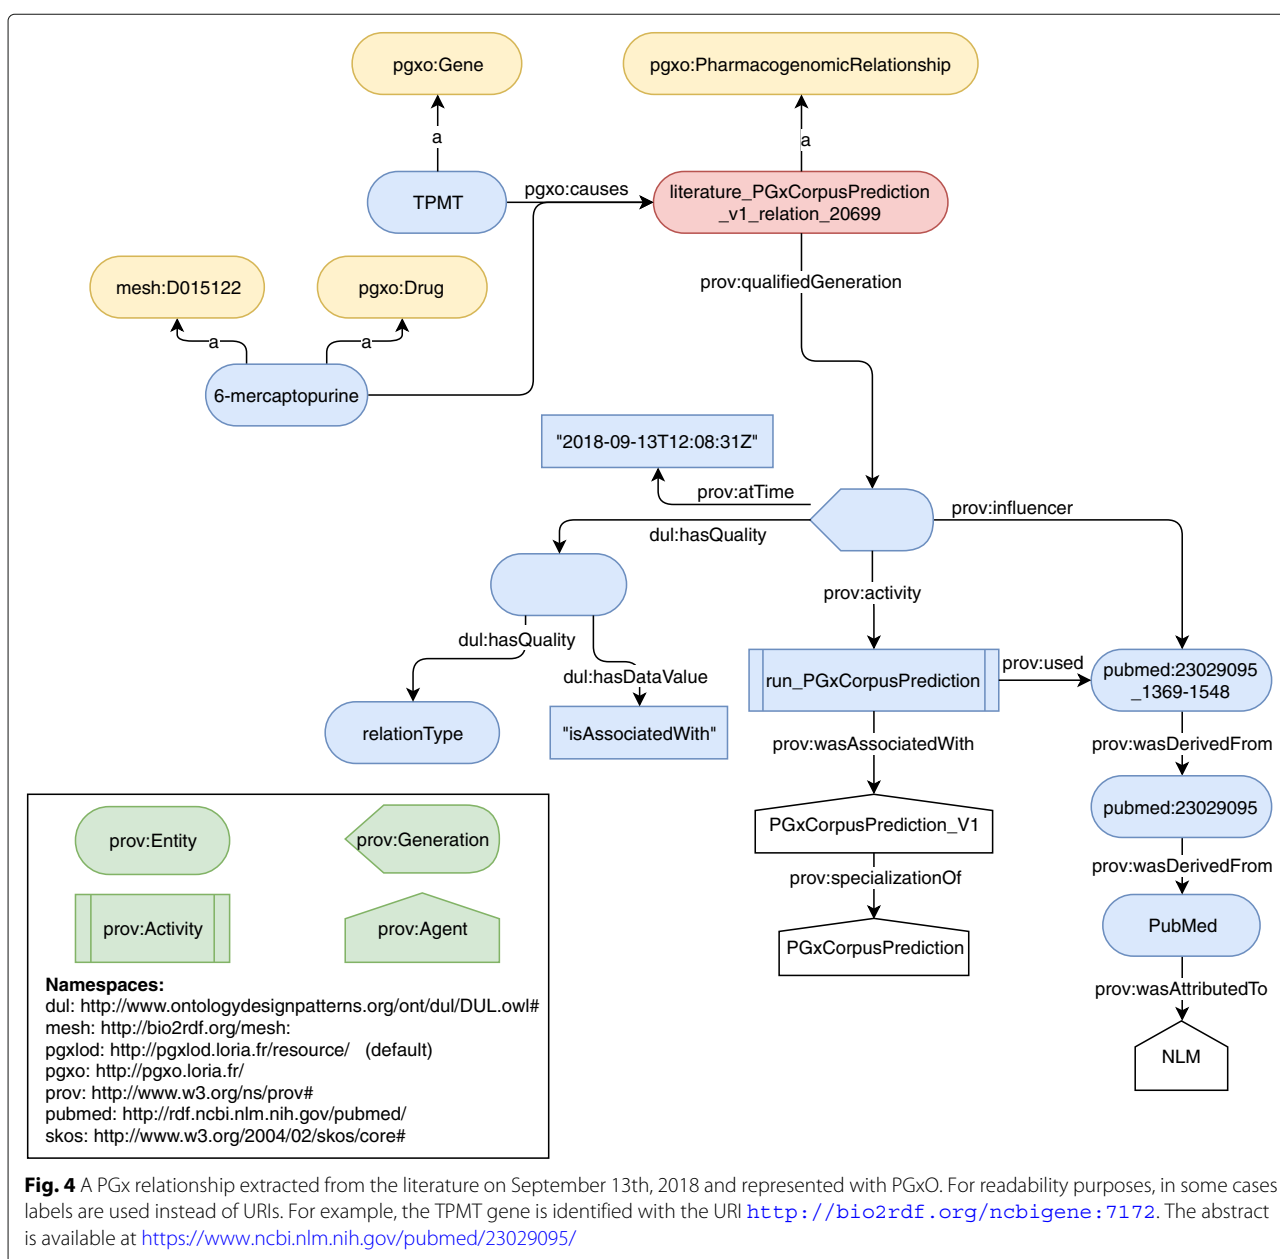 pgxo:Gene
pgxo:PharmacogenomicRelationship
a
a
TPMT
pgxo:causes
literature_PGxCorpusPrediction
_v1_relation_20699
mesh:D015122
pgxo:Drug
prov:qualifiedGeneration
a
a
6-mercaptopurine
"2018-09-13T12:08:31Z"
prov:atTime
prov:influencer
dul:hasQuality
prov:activity
dul:hasQuality
dul:hasDataValue
run_PGxCorpusPrediction
prov:used
pubmed:23029095
_1369-1548
relationType
"isAssociatedWith"
prov:wasAssociatedWith
prov:wasDerivedFrom
PGxCorpusPrediction_V1
pubmed:23029095
prov:specializationOf
prov:wasDerivedFrom
PGxCorpusPrediction
PubMed
prov:wasAttributedTo
NLM
prov:Entity
prov:Generation
prov:Activity
prov:Agent
Namespaces:
dul: http://www.ontologydesignpatterns.org/ont/dul/DUL.owl#
mesh: http://bio2rdf.org/mesh:
pgxlod: http://pgxlod.loria.fr/resource/ (default)
pgxo: http://pgxo.loria.fr/
prov: http://www.w3.org/ns/prov#
pubmed: http://rdf.ncbi.nlm.nih.gov/pubmed/
skos: http://www.w3.org/2004/02/skos/core#
Fig. 4 A PGx relationship extracted from the literature on September 13th, 2018 and represented with PGxO. For readability purposes, in some cases
labels are used instead of URIs. For example, the TPMT gene is identified with the URI http://bio2rdf.org/ncbigene:7172. The abstract
is available at https://www.ncbi.nlm.nih.gov/pubmed/23029095/